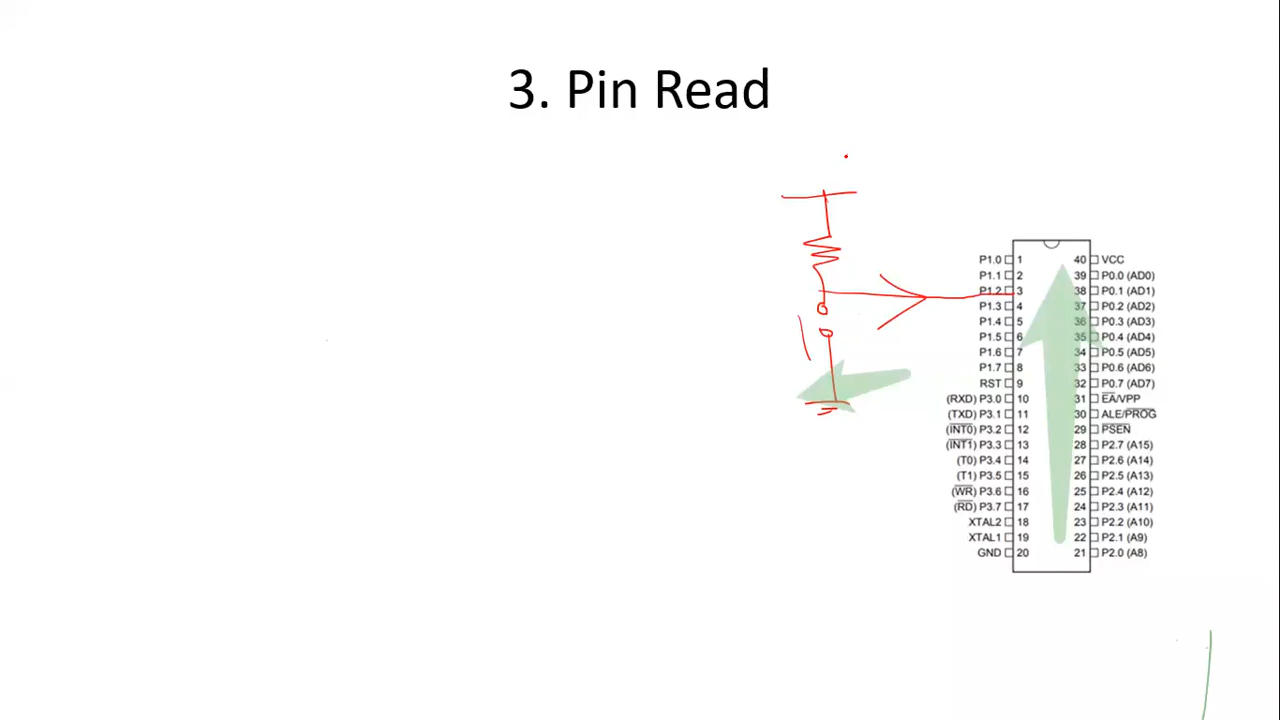 3. Pin Read
P1.0 1 40 VCC
P1.1 2 39 P0.0 (AD0)
P1.2 3 38 P0.1 (AD1)
P1.3 4 37 P0.2 (AD2)
P1.4 5 36 P0.3 (AD3)
P1.5 6 35 P0.4 (AD4)
P1.6 7 34 P0.5 (AD5)
P1.7 8 33 P0.6 (AD6)
RST 9 32 P0.7 (AD7)
(RXD) P3.0 10 31 E̅A̅/VPP
(TXD) P3.1 11 30 ALE/P̅R̅O̅G̅
(I̅N̅T̅0̅) P3.2 12 29 P̅S̅E̅N̅
(I̅N̅T̅1̅) P3.3 13 28 P2.7 (A15)
(T0) P3.4 14 27 P2.6 (A14)
(T1) P3.5 15 26 P2.5 (A13)
(W̅R̅) P3.6 16 25 P2.4 (A12)
(R̅D̅) P3.7 17 24 P2.3 (A11)
XTAL2 18 23 P2.2 (A10)
XTAL1 19 22 P2.1 (A9)
GND 20 21 P2.0 (A8)